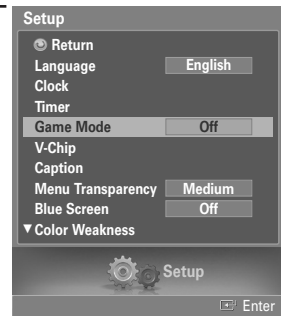 Setup
Return
Language English
Clock
Timer
Game Mode Off
V-Chip
Caption
Menu Transparency Medium
Blue Screen Off
▼Color Weakness
Setup
Enter